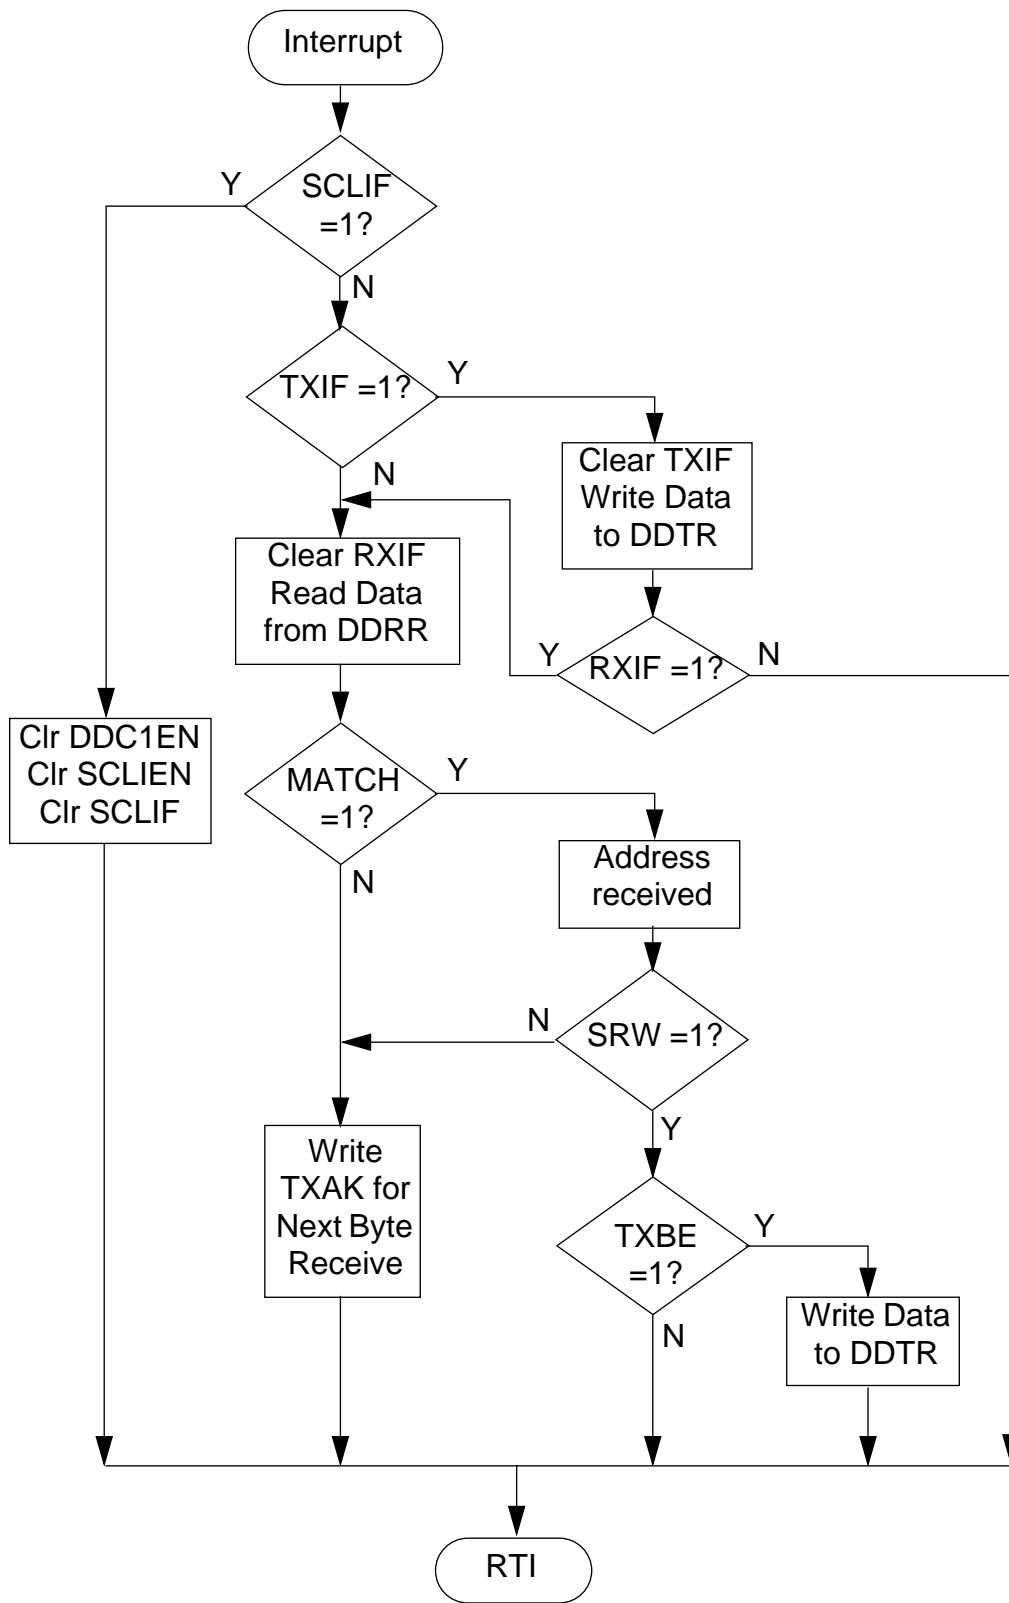 Interrupt
SCLIF
=1?
Y
N
TXIF =1?
Y
N
Clear TXIF
Write Data
to DDTR
Clear RXIF
Read Data
from DDRR
RXIF =1?
Y
N
Clr DDC1EN
Clr SCLIEN
Clr SCLIF
MATCH
=1?
Y
N
Address
received
SRW =1?
N
Y
Write
TXAK for
Next Byte
Receive
TXBE
=1?
Y
N
Write Data
to DDTR
RTI